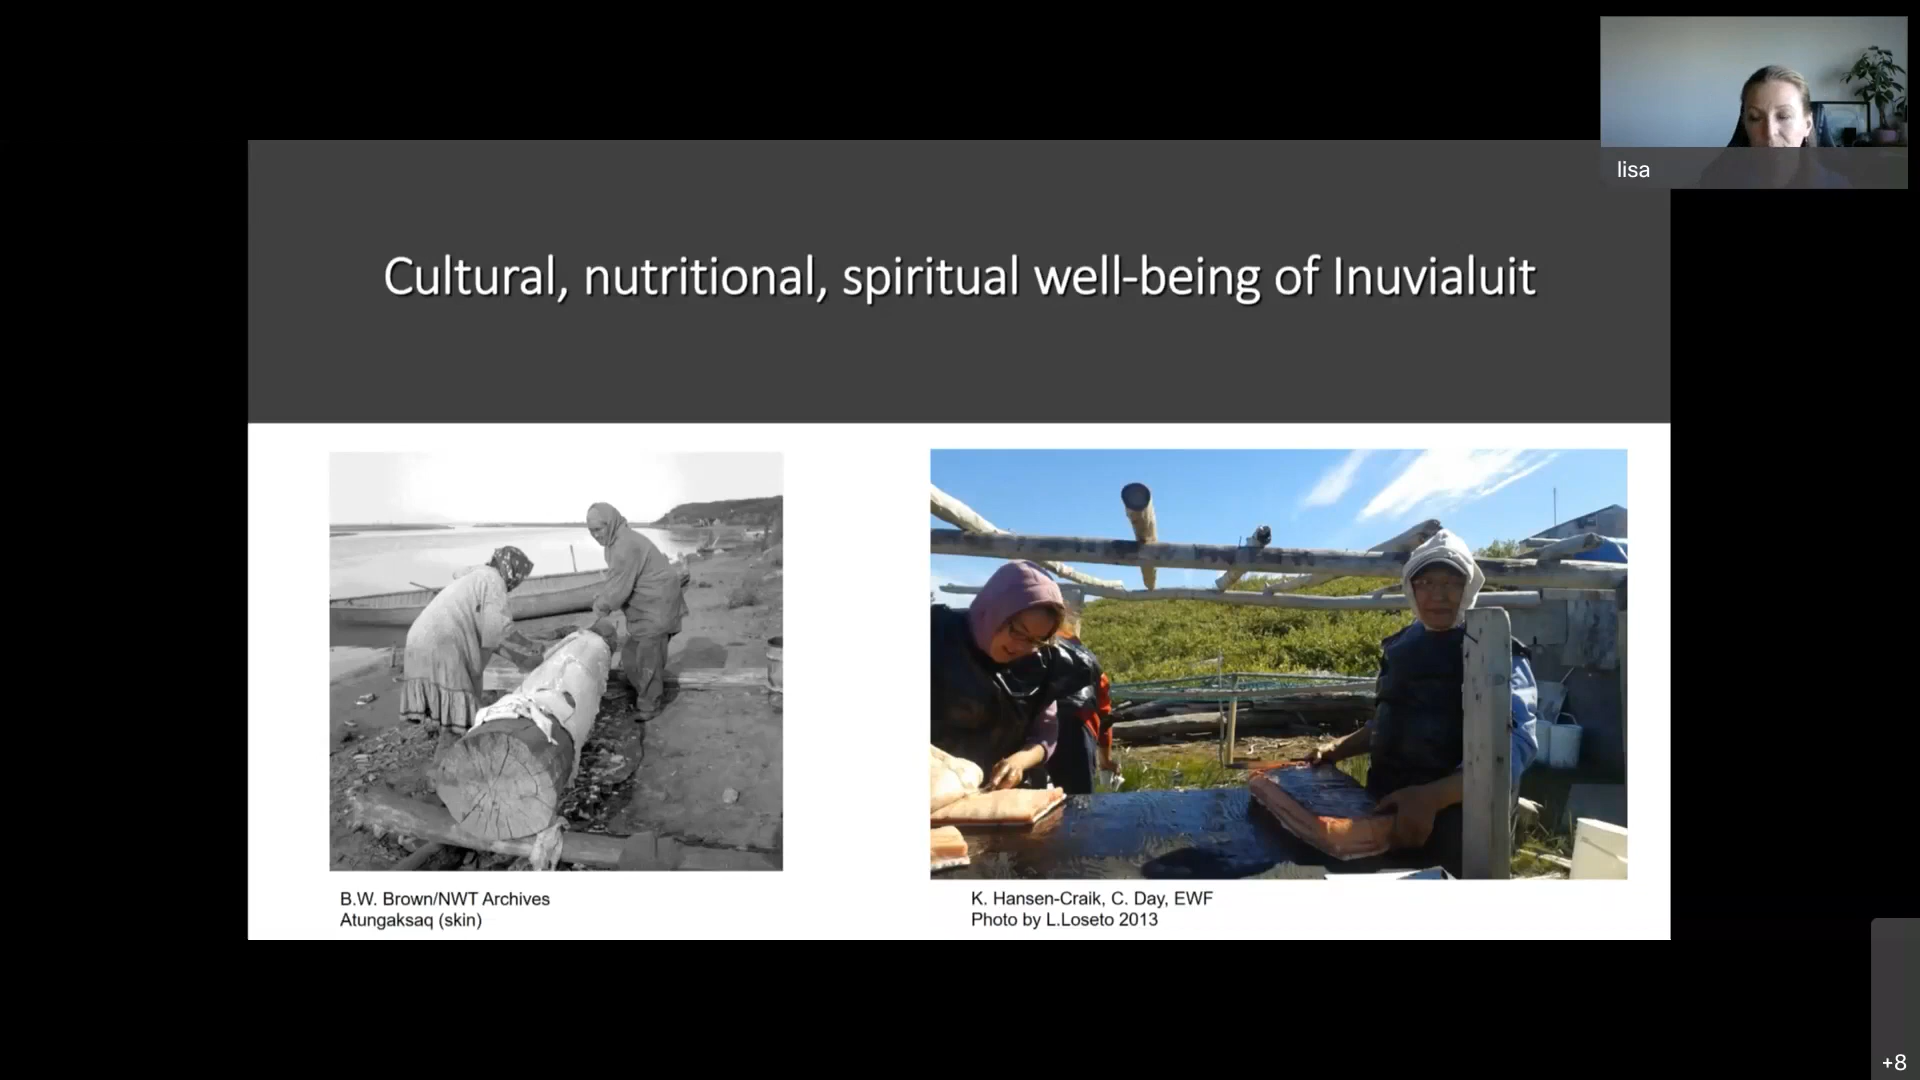 lisa
Cultural, nutritional, spiritual well-being of Inuvialuit
B.W. Brown/NWT Archives
Atungaksaq (skin)
K. Hansen-Craik, C. Day, EWF
Photo by L.Loseto 2013
+8